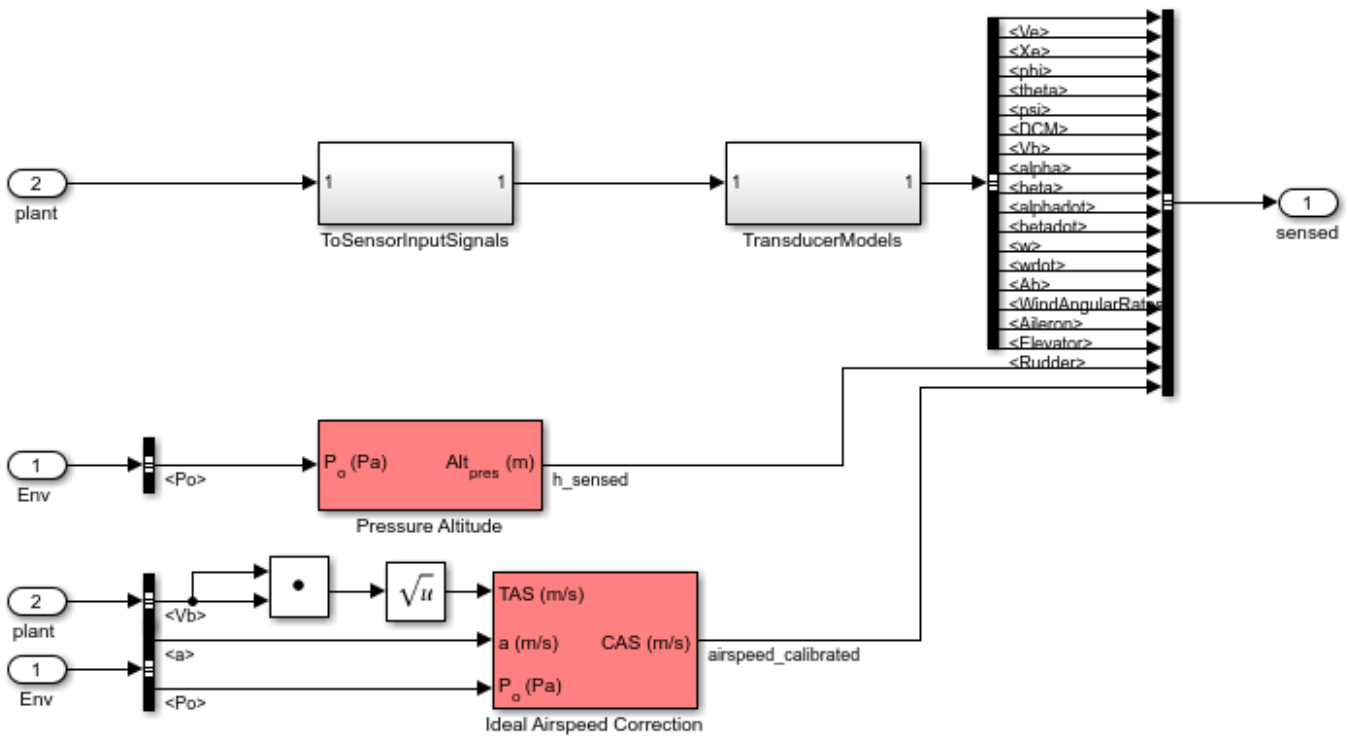 <Ve>
<Xe>
<phi>
<theta>
<psi>
<DCM>
<Vb>
<alpha>
<beta>
<alphadot>
<betadot>
<w>
<wdot>
<Ab>
<WindAngularRates
<Aileron>
<Elevator>
<Rudder>
2
plant
1 1
ToSensorInputSignals
1 1
TransducerModels
1
sensed
1
Env
<Po>
Po (Pa) Altpres (m)
Pressure Altitude
h_sensed
2
plant
<Vb>
√u
TAS (m/s)
a (m/s) CAS (m/s)
Po (Pa)
Ideal Airspeed Correction
airspeed_calibrated
<a>
1
Env
<Po>